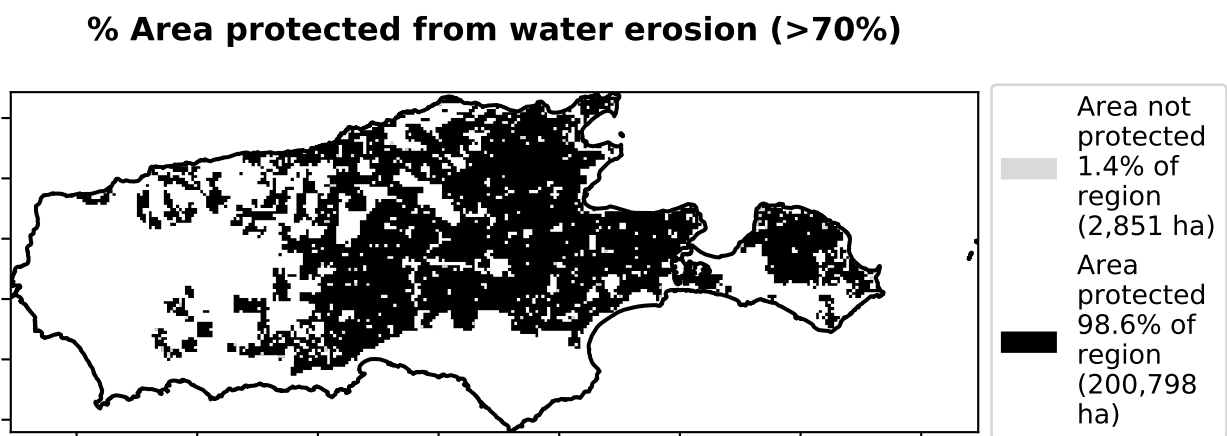 % Area protected from water erosion (>70%)
Area not
protected
1.4% of
region
(2,851 ha)
Area
protected
98.6% of
region
(200,798
ha)